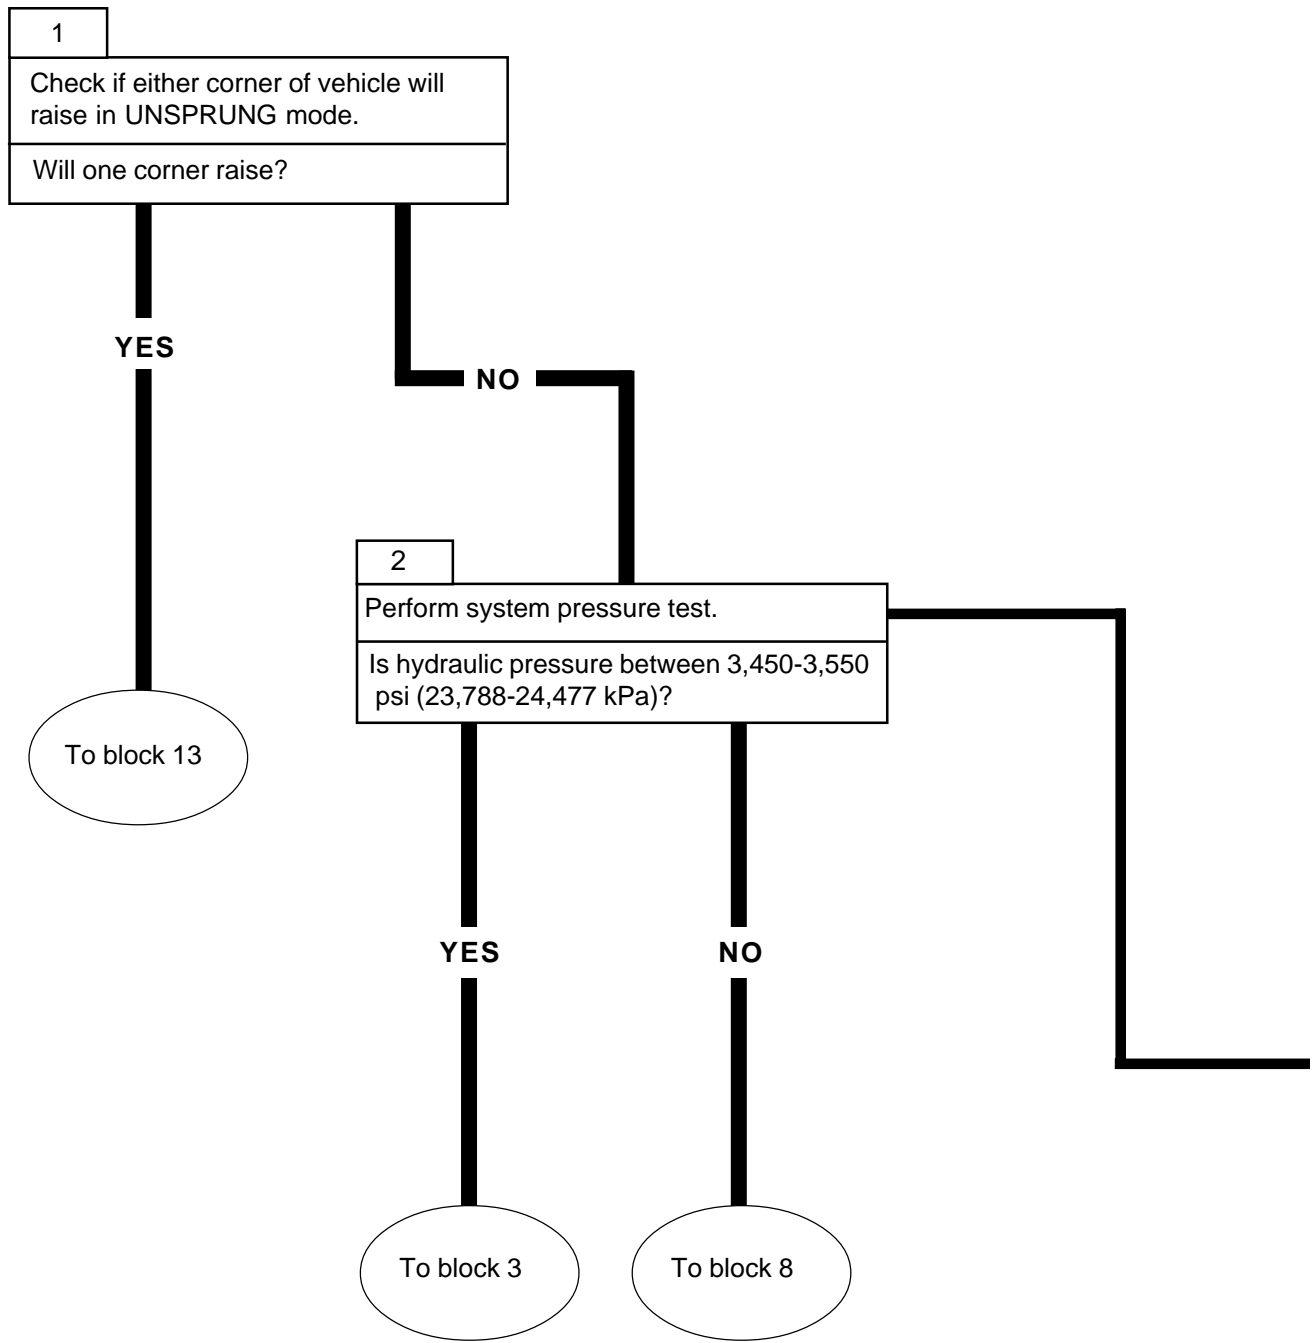 1
Check if either corner of vehicle will
raise in UNSPRUNG mode.
Will one corner raise?
YES
NO
2
Perform system pressure test.
Is hydraulic pressure between 3,450-3,550
psi (23,788-24,477 kPa)?
To block 13
YES
NO
To block 3
To block 8